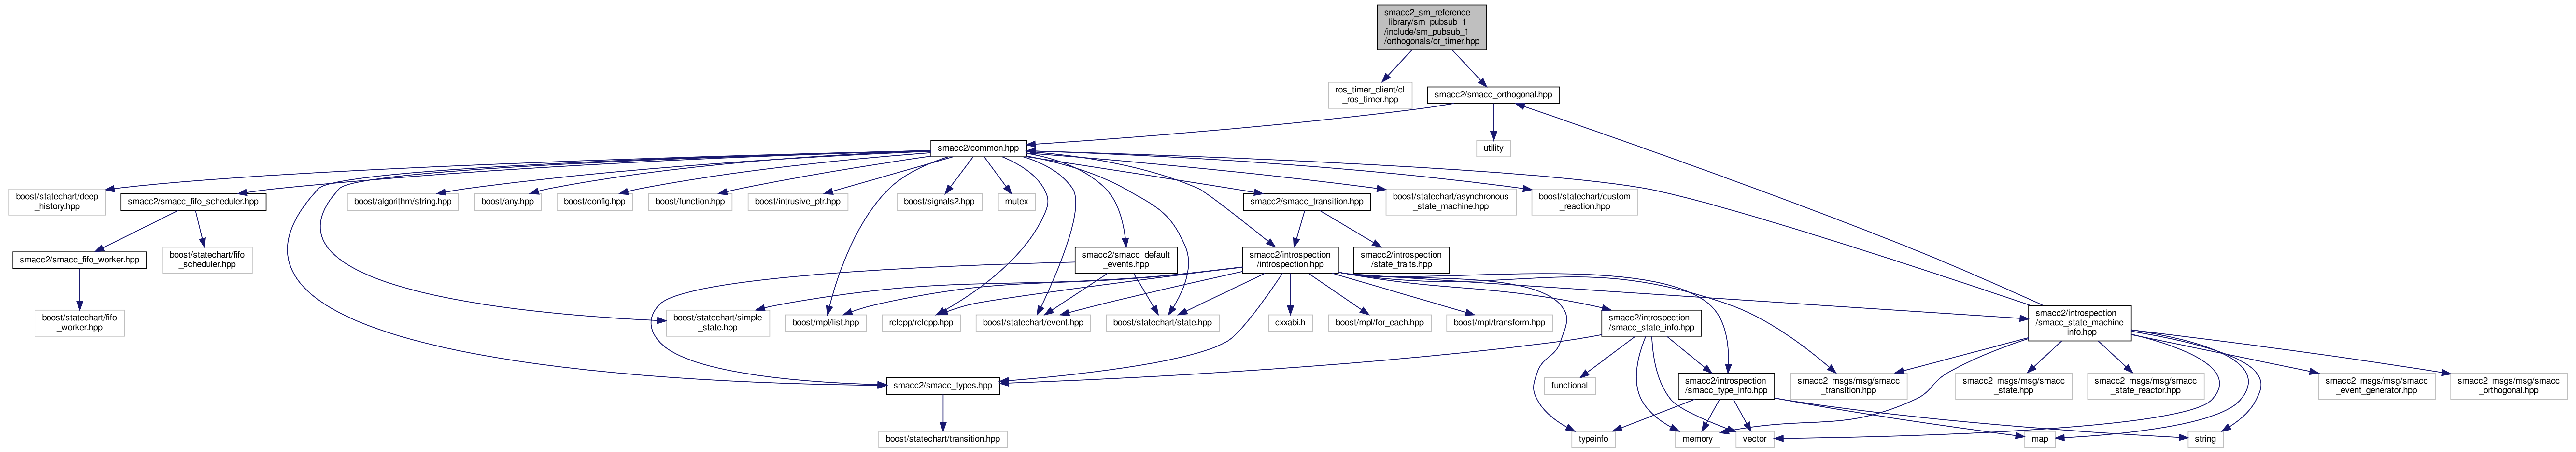 smacc2_sm_reference
_library/sm_pubsub_1
/include/sm_pubsub_1
/orthogonals/or_timer.hpp
ros_timer_client/cl
_ros_timer.hpp
smacc2/smacc_orthogonal.hpp
smacc2/common.hpp
utility
boost/statechart/deep
_history.hpp
smacc2/smacc_fifo_scheduler.hpp
boost/algorithm/string.hpp
boost/any.hpp
boost/config.hpp
boost/function.hpp
boost/intrusive_ptr.hpp
boost/signals2.hpp
mutex
smacc2/smacc_transition.hpp
boost/statechart/asynchronous
_state_machine.hpp
boost/statechart/custom
_reaction.hpp
smacc2/smacc_fifo_worker.hpp
boost/statechart/fifo
_scheduler.hpp
smacc2/smacc_default
_events.hpp
smacc2/introspection
/introspection.hpp
smacc2/introspection
/state_traits.hpp
boost/statechart/fifo
_worker.hpp
boost/statechart/simple
_state.hpp
boost/mpl/list.hpp
rclcpp/rclcpp.hpp
boost/statechart/event.hpp
boost/statechart/state.hpp
cxxabi.h
boost/mpl/for_each.hpp
boost/mpl/transform.hpp
smacc2/introspection
/smacc_state_info.hpp
smacc2/introspection
/smacc_state_machine
_info.hpp
smacc2/smacc_types.hpp
functional
smacc2/introspection
/smacc_type_info.hpp
smacc2_msgs/msg/smacc
_transition.hpp
smacc2_msgs/msg/smacc
_state.hpp
smacc2_msgs/msg/smacc
_state_reactor.hpp
smacc2_msgs/msg/smacc
_event_generator.hpp
smacc2_msgs/msg/smacc
_orthogonal.hpp
boost/statechart/transition.hpp
typeinfo
memory
vector
map
string